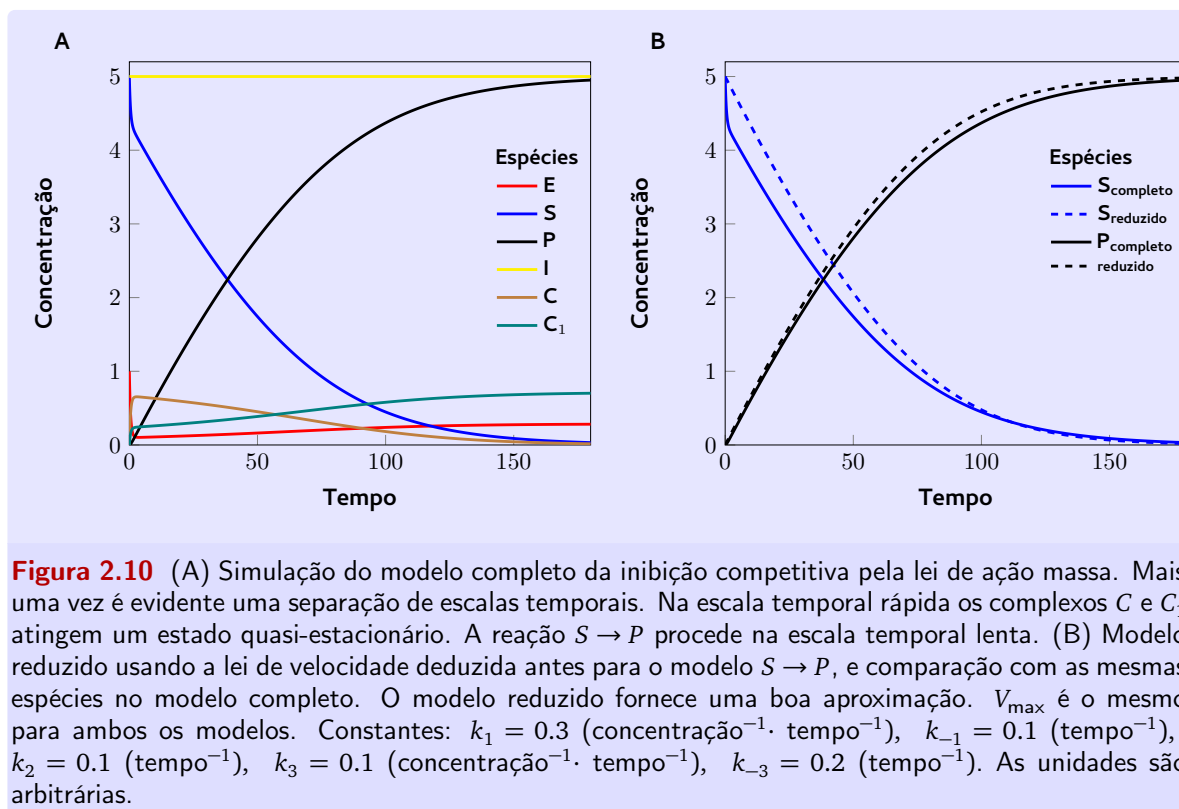 A
5
4
3
2
1
0
0
50
100
150
Concentração
Tempo
Espécies
E
S
P
I
C
C₁
B
5
4
3
2
1
0
0
50
100
150
Concentração
Tempo
Espécies
S completo
S reduzido
P completo
reduzido
Figura 2.10 (A) Simulação do modelo completo da inibição competitiva pela lei de ação massa. Mais
uma vez é evidente uma separação de escalas temporais. Na escala temporal rápida os complexos C e C₁
atingem um estado quasi-estacionário. A reação S → P procede na escala temporal lenta. (B) Modelo
reduzido usando a lei de velocidade deduzida antes para o modelo S → P, e comparação com as mesmas
espécies no modelo completo. O modelo reduzido fornece uma boa aproximação. Vmax é o mesmo
para ambos os modelos. Constantes: k₁ = 0.3 (concentração⁻¹· tempo⁻¹), k₋₁ = 0.1 (tempo⁻¹),
k₂ = 0.1 (tempo⁻¹), k₃ = 0.1 (concentração⁻¹· tempo⁻¹), k₋₃ = 0.2 (tempo⁻¹). As unidades são
arbitrárias.